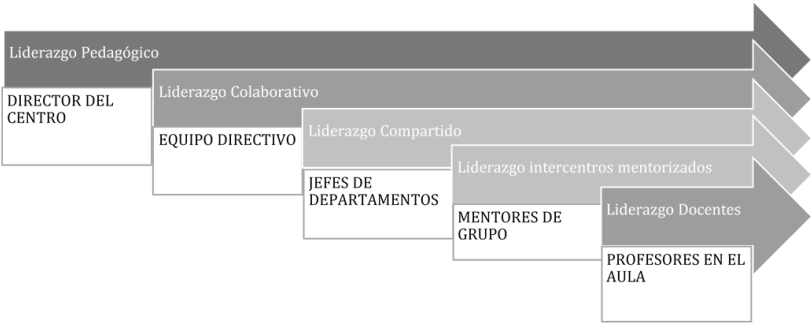 Liderazgo Pedagógico
DIRECTOR DEL
CENTRO
Liderazgo Colaborativo
EQUIPO DIRECTIVO
Liderazgo Compartido
JEFES DE
DEPARTAMENTOS
Liderazgo intercentros mentorizados
MENTORES DE
GRUPO
Liderazgo Docentes
PROFESORES EN EL
AULA